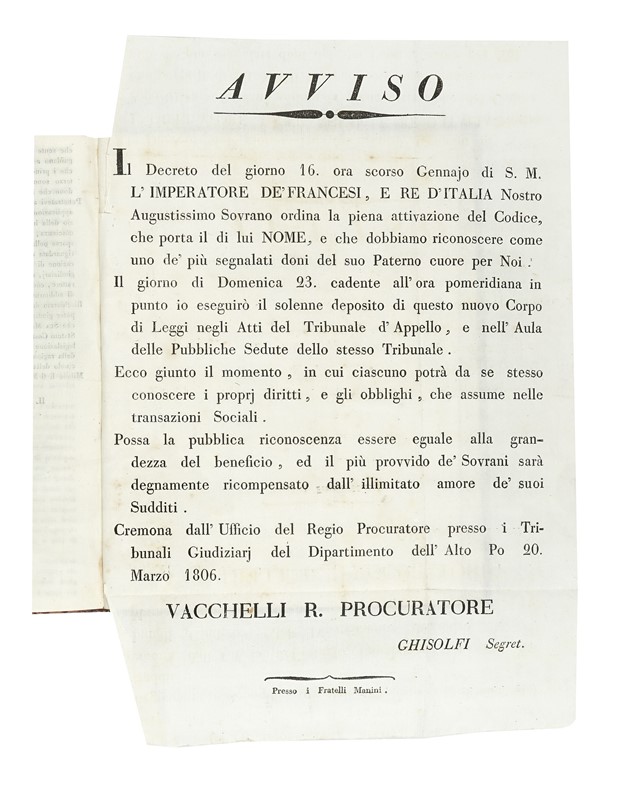 AVVISO
Il Decreto del giorno 16. ora scorso Gennajo di S. M.
L' IMPERATORE DE' FRANCESI, E RE D'ITALIA Nostro
Augustissimo Sovrano ordina la piena attivazione del Codice,
che porta il di lui NOME, e che dobbiamo riconoscere come
uno de' più segnalati doni del suo Paterno cuore per Noi.
Il giorno di Domenica 23. cadente all' ora pomeridiana in
punto io eseguirò il solenne deposito di questo nuovo Corpo
di Leggi negli Atti del Tribunale d' Appello, e nell' Aula
delle Pubbliche Sedute dello stesso Tribunale.
Ecco giunto il momento, in cui ciascuno potrà da se stesso
conoscere i proprj diritti, e gli obblighi, che assume nelle
transazioni Sociali.
Possa la pubblica riconoscenza essere eguale alla gran-
dezza del beneficio, ed il più provvido de' Sovrani sarà
degnamente ricompensato dall' illimitato amore de' suoi
Sudditi.
Cremona dall' Ufficio del Regio Procuratore presso i Tri-
bunali Giudiziarj del Dipartimento dell' Alto Po 20.
Marzo 1806.
VACCHELLI R. PROCURATORE
GHISOLFI Segret.
Presso i Fratelli Manini.